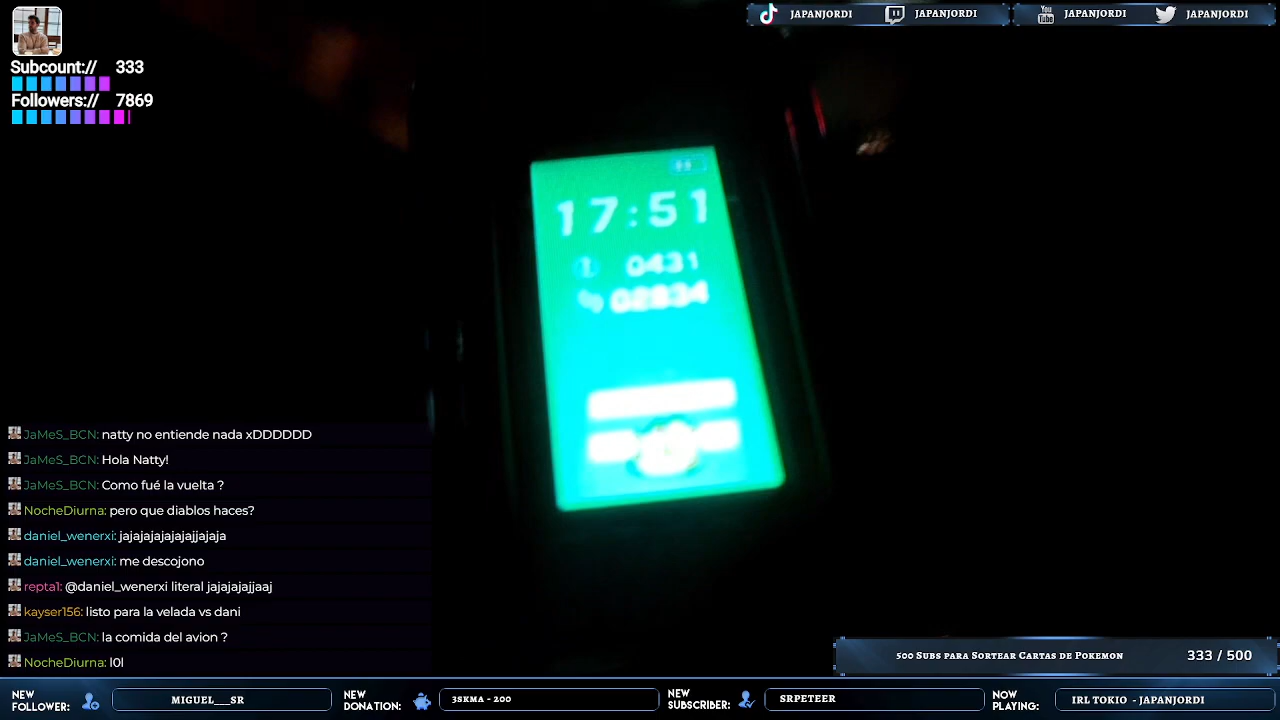 JAPANJORDI JAPANJORDI JAPANJORDI JAPANJORDI
Subcount:// 333
Followers:// 7869
17:51
0431
02834
JaMeS_BCN: natty no entiende nada xDDDDDD
JaMeS_BCN: Hola Natty!
JaMeS_BCN: Como fué la vuelta ?
NocheDiurna: pero que diablos haces?
daniel_wenerxi: jajajajajajajjajaja
daniel_wenerxi: me descojono
repta1: @daniel_wenerxi literal jajajajajjaaj
kayser156: listo para la velada vs dani
JaMeS_BCN: la comida del avion ?
NocheDiurna: l0l
500 Subs para Sortear Cartas de Pokemon 333 / 500
NEW FOLLOWER: MIGUEL___SR
NEW DONATION: 35KMA - 200
NEW SUBSCRIBER: SRPETEER
NOW PLAYING: IRL TOKIO - JAPANJORDI